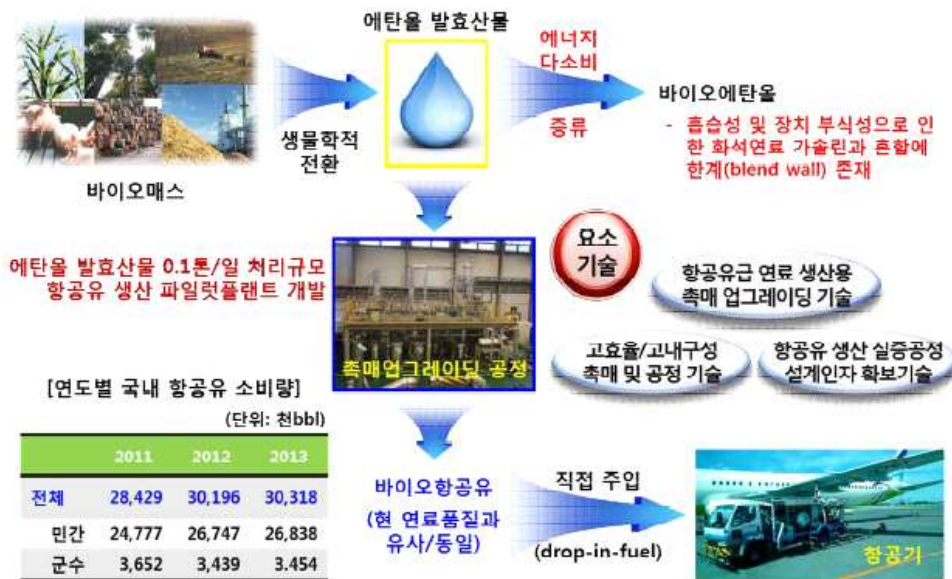 에탄올 발효산물
에너지
다소비
바이오에탄올
증류
생물학적
전환
- 흡습성 및 장치 부식성으로 인
한 화석연료 가솔린과 혼합에
한계(blend wall) 존재
바이오매스
에탄올 발효산물 0.1톤/일 처리규모
항공유 생산 파일럿플랜트 개발
요소
기술
항공유급 연료 생산용
촉매 업그레이딩 기술
촉매업그레이딩 공정
고효율/고내구성
촉매 및 공정 기술
항공유 생산 실증공성
설계인자 확보기술
[연도별 국내 항공유 소비량]
(단위: 천bbl)
2011 2012 2013
전체 28,429 30,196 30,318
민간 24,777 26,747 26,838
군수 3,652 3,439 3.454
바이오항공유
(현 연료품질과
유사/동일)
직접 주입
(drop-in-fuel)
항공기